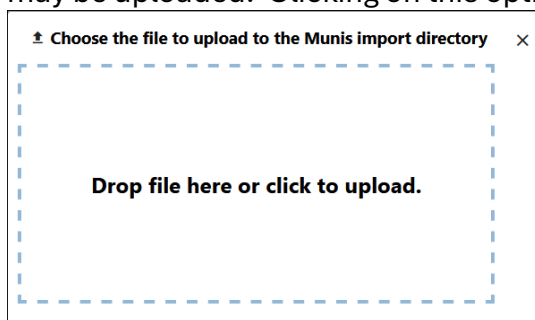 may be uploaded. Clicking on this opti
Choose the file to upload to the Munis import directory
Drop file here or click to upload.